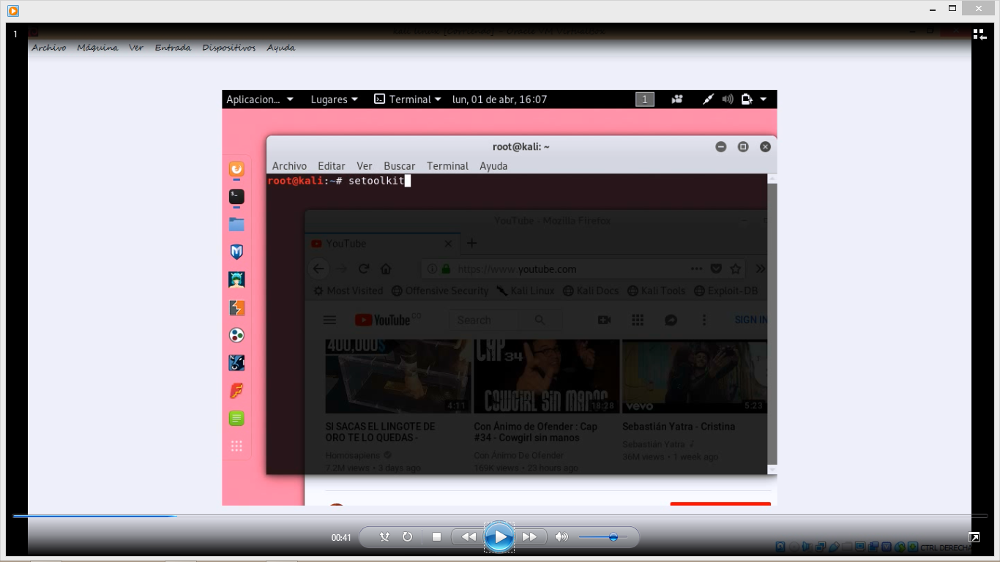 1
kali linux [Corriendo] - Oracle VM VirtualBox
Archivo Máquina Ver Entrada Dispositivos Ayuda
Aplicacion... Lugares Terminal lun, 01 de abr, 16:07 1
root@kali: ~
Archivo Editar Ver Buscar Terminal Ayuda
root@kali:~# setoolkit
YouTube - Mozilla Firefox
YouTube
https://www.youtube.com
Most Visited Offensive Security Kali Linux Kali Docs Kali Tools Exploit-DB
YouTube CO Search SIGN IN
400,000$ CAP 34
COWGIRL SIN MANOS vevo
4:11 18:28 5:23
SI SACAS EL LINGOTE DE ORO TE LO QUEDAS -
Homosapiens
7.2M views • 3 days ago
Con Ánimo de Ofender : Cap #34 - Cowgirl sin manos
Con Animo De Ofender
169K views • 23 hours ago
Sebastián Yatra - Cristina
Sebastián Yatra
36M views • 1 week ago
00:41
CTRL DERECHA